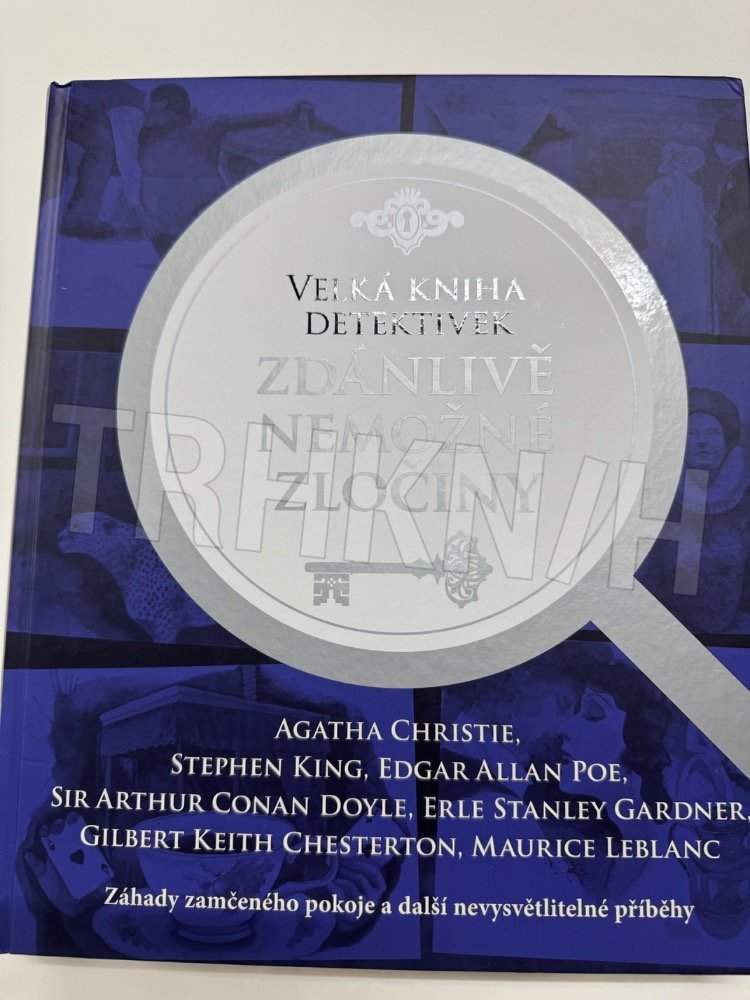 VELKÁ KNIHA
DETEKTIVEK
ZDÁNLIVĚ
NEMOŽNÉ
ZLOČINY
TRHKNIH
AGATHA CHRISTIE,
STEPHEN KING, EDGAR ALLAN POE,
SIR ARTHUR CONAN DOYLE, ERLE STANLEY GARDNER,
GILBERT KEITH CHESTERTON, MAURICE LEBLANC
Záhady zamčeného pokoje a další nevysvětlitelné příběhy